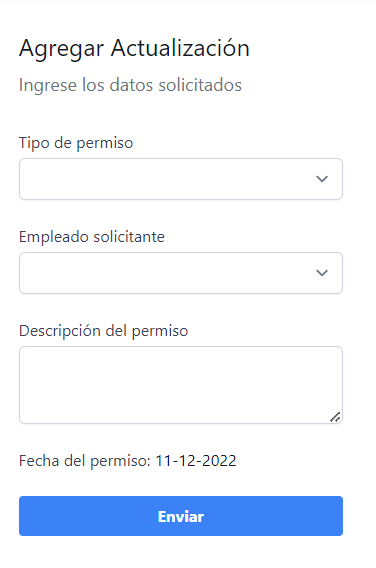 Agregar Actualización
Ingrese los datos solicitados
Tipo de permiso
Empleado solicitante
Descripción del permiso
Fecha del permiso: 11-12-2022
Enviar